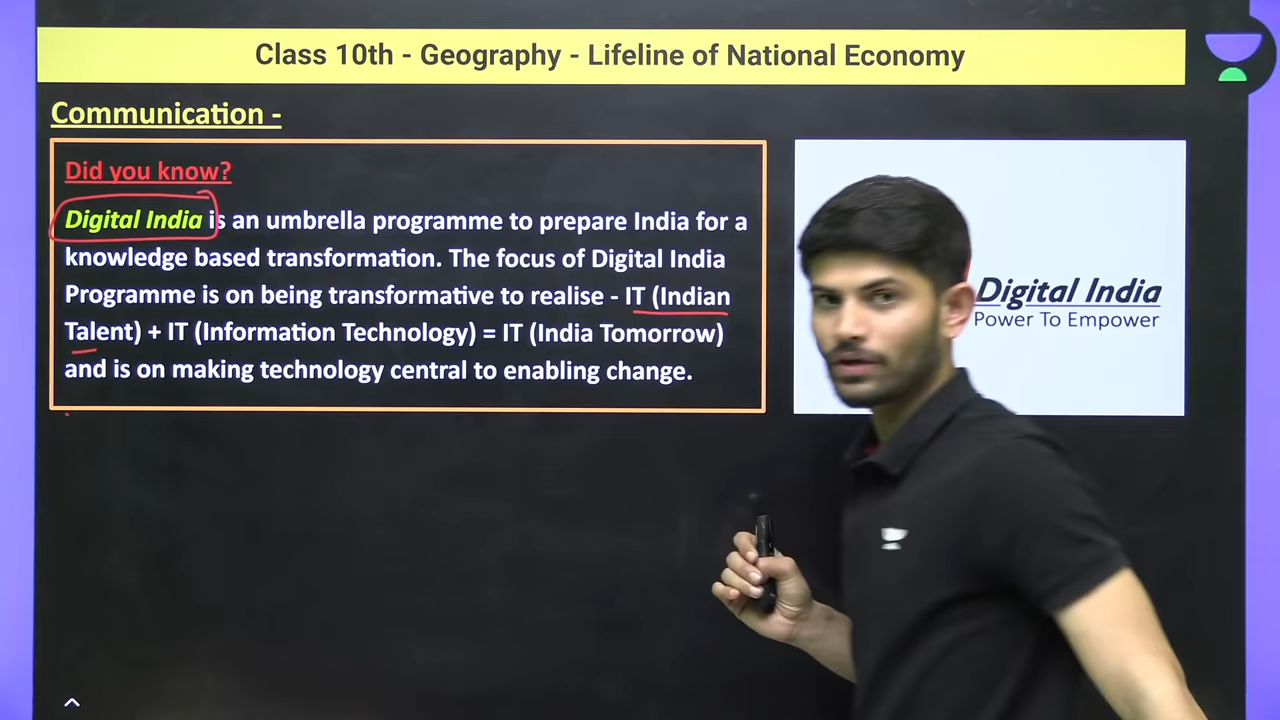 Class 10th - Geography - Lifeline of National Economy
Communication -
Did you know?
Digital India is an umbrella programme to prepare India for a
knowledge based transformation. The focus of Digital India
Programme is on being transformative to realise - IT (Indian
Talent) + IT (Information Technology) = IT (India Tomorrow)
and is on making technology central to enabling change.
Digital India
Power To Empower